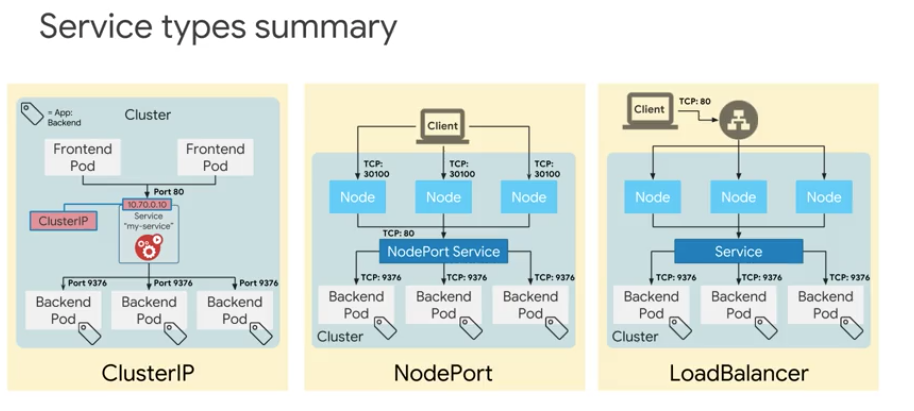 Service types summary
= App:
Backend
Cluster
Frontend
Pod
Frontend
Pod
Port 80
10.70.0.10
ClusterIP
Service
"my-service"
Port 9376
Port 9376
Port 9376
Backend
Pod
Backend
Pod
Backend
Pod
ClusterIP
Client
TCP:
30100
TCP:
30100
TCP:
30100
Node
Node
Node
TCP: 80
NodePort Service
TCP: 9376
TCP: 9376
TCP: 9376
Backend
Pod
Backend
Pod
Backend
Pod
Cluster
NodePort
Client
TCP: 80
Node
Node
Node
Service
TCP: 9376
TCP: 9376
TCP: 9376
Backend
Pod
Backend
Pod
Backend
Pod
Cluster
LoadBalancer